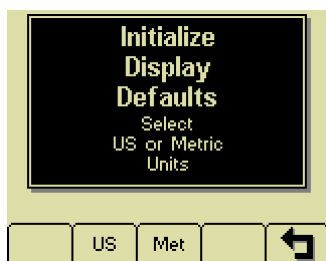 Initialize
Display
Defaults
Select
US or Metric
Units
US Met